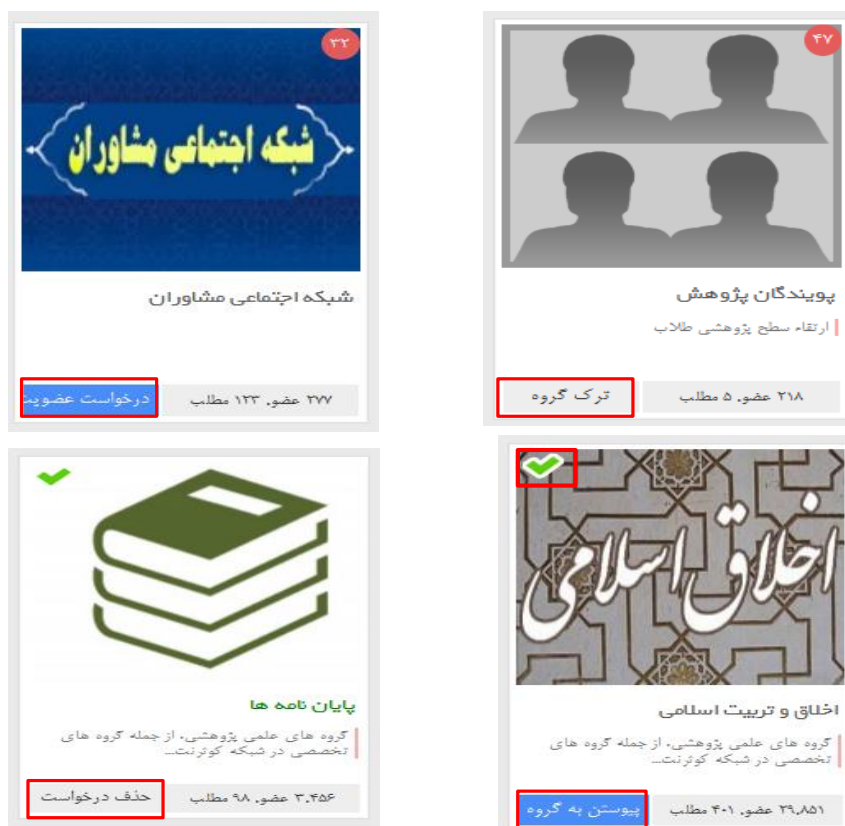 ۴۷
پویندگان پژوهش
ارتقاء سطح پژوهشی طلاب
۲۱۸ عضو. ۵ مطلب
ترک گروه
۳۲
شبکه اجتماعی مشاوران
شبکه اجتماعی مشاوران
۲۷۷ عضو. ۱۲۳ مطلب
درخواست عضویت
اخلاق اسلامی
اخلاق و تربیت اسلامی
گروه های علمی پژوهشی، از جمله گروه های
تخصصی در شبکه کوثرنت...
۲۹,۸۵۱ عضو. ۴۰۱ مطلب
پیوستن به گروه
پایان نامه ها
گروه های علمی پژوهشی، از جمله گروه های
تخصصی در شبکه کوثرنت...
۳,۴۵۶ عضو. ۹۸ مطلب
حذف درخواست